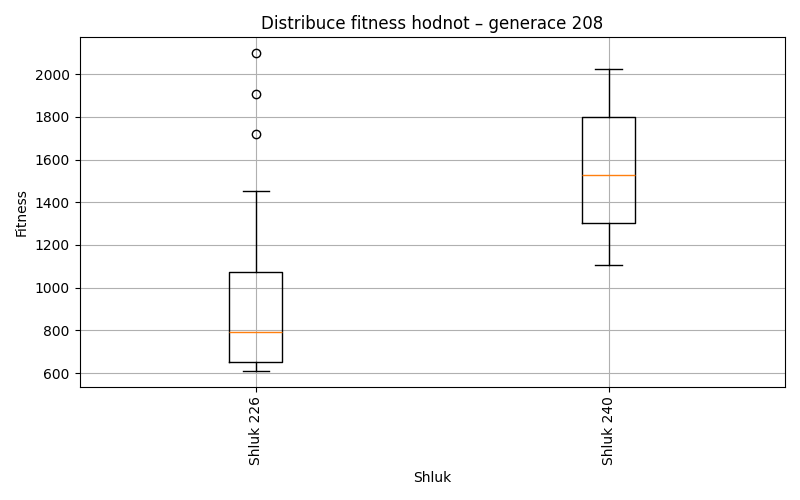 Distribuce fitness hodnot – generace 208
Fitness
2000
1800
1600
1400
1200
1000
800
600
Shluk 226
Shluk 240
Shluk